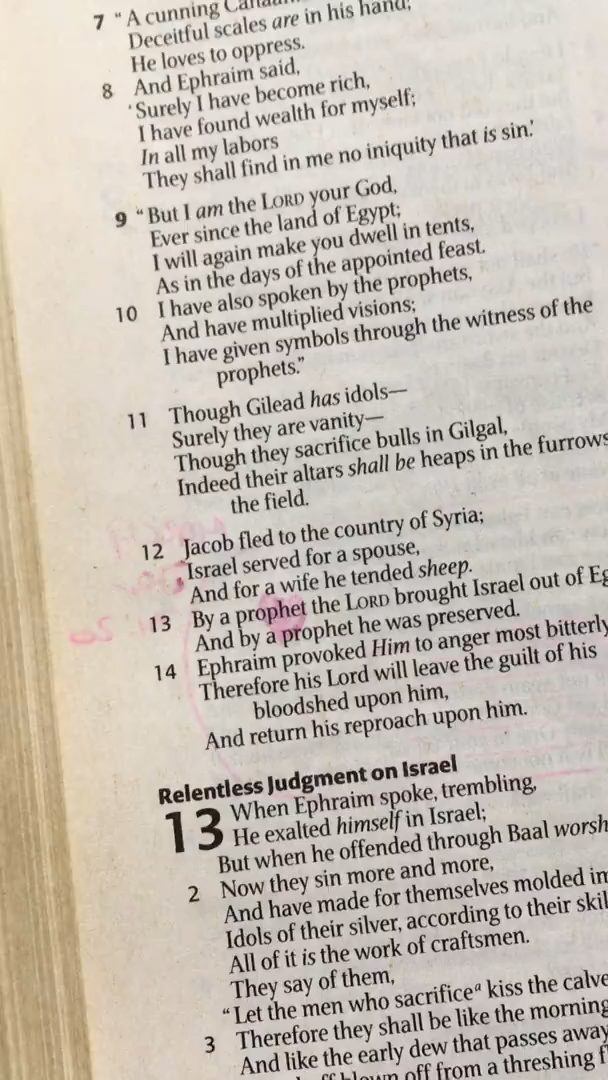 7 “A cunning
Deceitful scales are in his hand;
He loves to oppress.
8 And Ephraim said,
‘Surely I have become rich,
I have found wealth for myself;
In all my labors
They shall find in me no iniquity that is sin.’
9 “But I am the LORD your God,
Ever since the land of Egypt;
I will again make you dwell in tents,
As in the days of the appointed feast.
10 I have also spoken by the prophets,
And have multiplied visions;
I have given symbols through the witness of the
prophets.”
11 Though Gilead has idols—
Surely they are vanity—
Though they sacrifice bulls in Gilgal,
Indeed their altars shall be heaps in the furrows
the field.
12 Jacob fled to the country of Syria;
Israel served for a spouse,
And for a wife he tended sheep.
13 By a prophet the LORD brought Israel out of Eg
And by a prophet he was preserved.
14 Ephraim provoked Him to anger most bitterly
Therefore his Lord will leave the guilt of his
bloodshed upon him,
And return his reproach upon him.
Relentless Judgment on Israel
13 When Ephraim spoke, trembling,
He exalted himself in Israel;
But when he offended through Baal worsh
2 Now they sin more and more,
And have made for themselves molded im
Idols of their silver, according to their skil
All of it is the work of craftsmen.
They say of them,
“Let the men who sacrificeᵃ kiss the calve
3 Therefore they shall be like the morning
And like the early dew that passes away
blown off from a threshing f